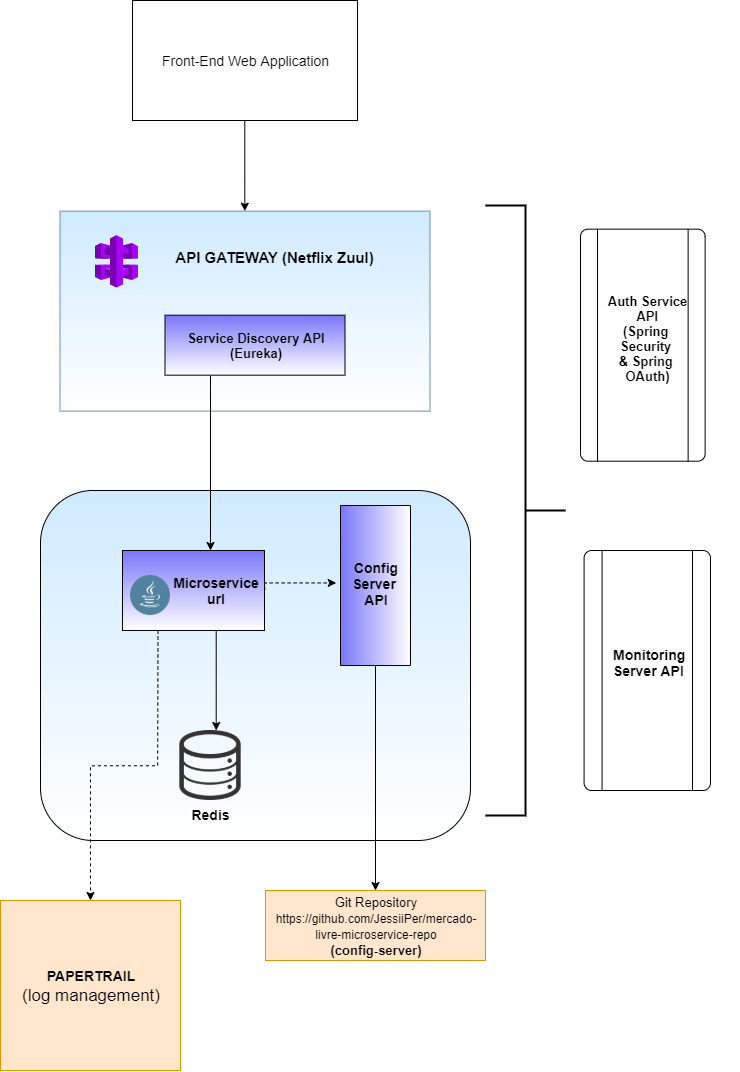 Front-End Web Application
API GATEWAY (Netflix Zuul)
Service Discovery API
(Eureka)
Auth Service
API
(Spring
Security
& Spring
OAuth)
Microservice
url
Config
Server
API
Monitoring
Server API
Redis
Git Repository
https://github.com/JessiiPer/mercado-
livre-microservice-repo
(config-server)
PAPERTRAIL
(log management)